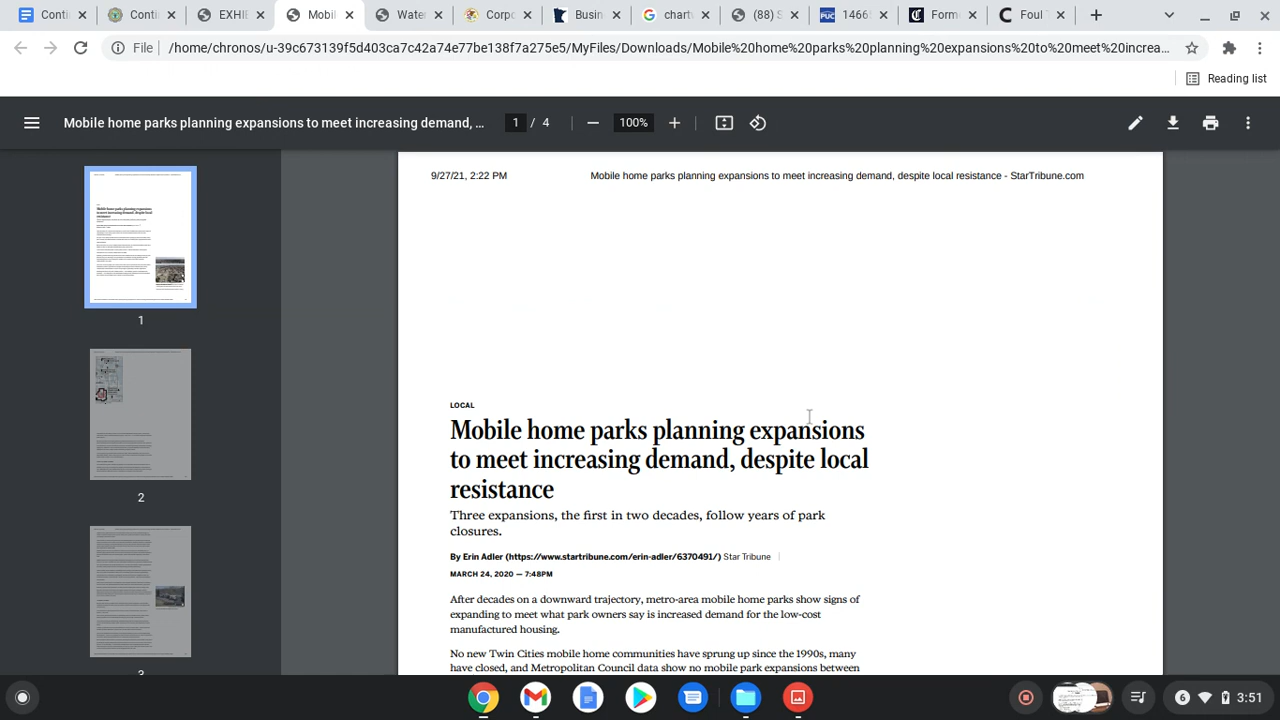 Conti
Conti
EXHIE
Mobil
Water
Corpo
Busin
chart
(88) S
PUC
1466
Form
Foul T
File
/home/chronos/u-39c673139f5d403ca7c42a74e77be138f7a275e5/MyFiles/Downloads/Mobile%20home%20parks%20planning%20expansions%20to%20meet%20increa...
Reading list
Mobile home parks planning expansions to meet increasing demand, ...
1 / 4
100%
9/27/21, 2:22 PM
Mobile home parks planning expansions to meet increasing demand, despite local resistance - StarTribune.com
LOCAL
Mobile home parks planning expansions
to meet increasing demand, despite local
resistance
Three expansions, the first in two decades, follow years of park
closures.
By Erin Adler (https://www.startribune.com/erin-adler/6370491/) Star Tribune
MARCH 24, 2020 — 7:48PM
After decades on a downward trajectory, metro-area mobile home parks show signs of
expanding to meet what park owners say is increased demand for the low-cost
manufactured housing.
No new Twin Cities mobile home communities have sprung up since the 1990s, many
have closed, and Metropolitan Council data show no mobile park expansions between
1
2
3
6
3:51